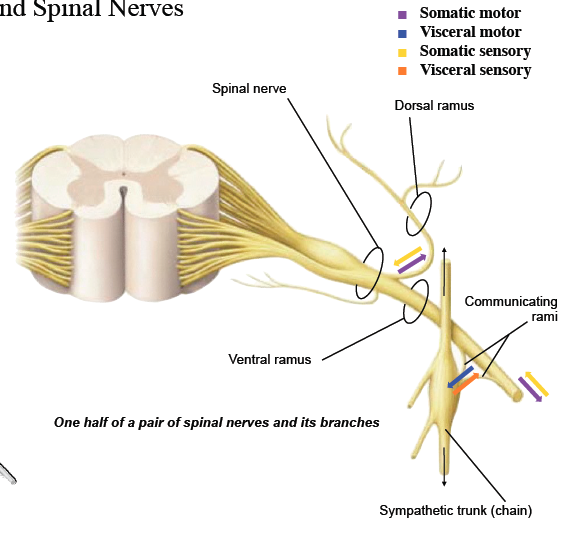 nd Spinal Nerves
Somatic motor
Visceral motor
Somatic sensory
Visceral sensory
Spinal nerve
Dorsal ramus
Communicating
rami
Ventral ramus
One half of a pair of spinal nerves and its branches
Sympathetic trunk (chain)